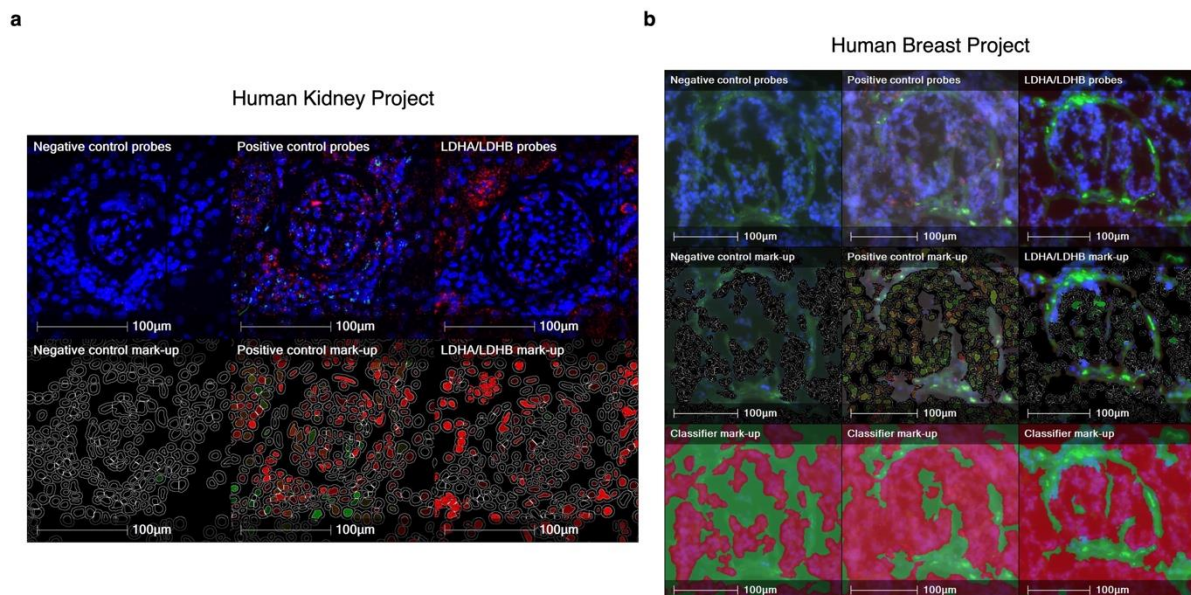 a
Human Kidney Project
Negative control probes
Positive control probes
LDHA/LDHB probes
100µm
100µm
100µm
Negative control mark-up
Positive control mark-up
LDHA/LDHB mark-up
100µm
100µm
100µm
b
Human Breast Project
Negative control probes
Positive control probes
LDHA/LDHB probes
100µm
100µm
100µm
Negative control mark-up
Positive control mark-up
LDHA/LDHB mark-up
100µm
100µm
100µm
Classifier mark-up
Classifier mark-up
Classifier mark-up
100µm
100µm
100µm